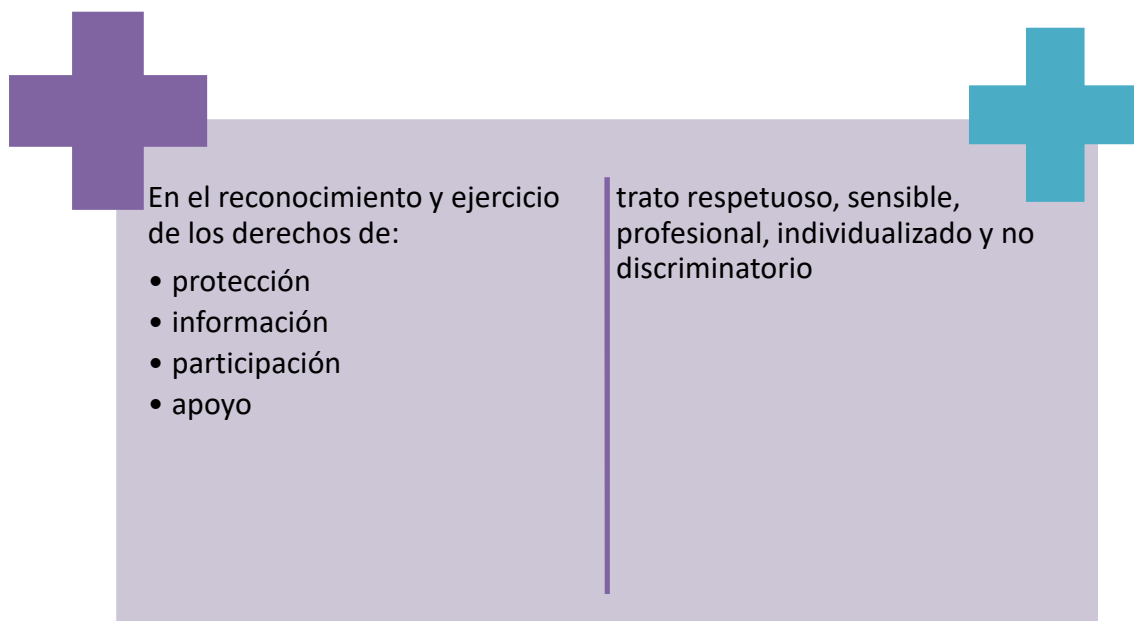 En el reconocimiento y ejercicio
de los derechos de:
• protección
• información
• participación
• apoyo
trato respetuoso, sensible,
profesional, individualizado y no
discriminatorio